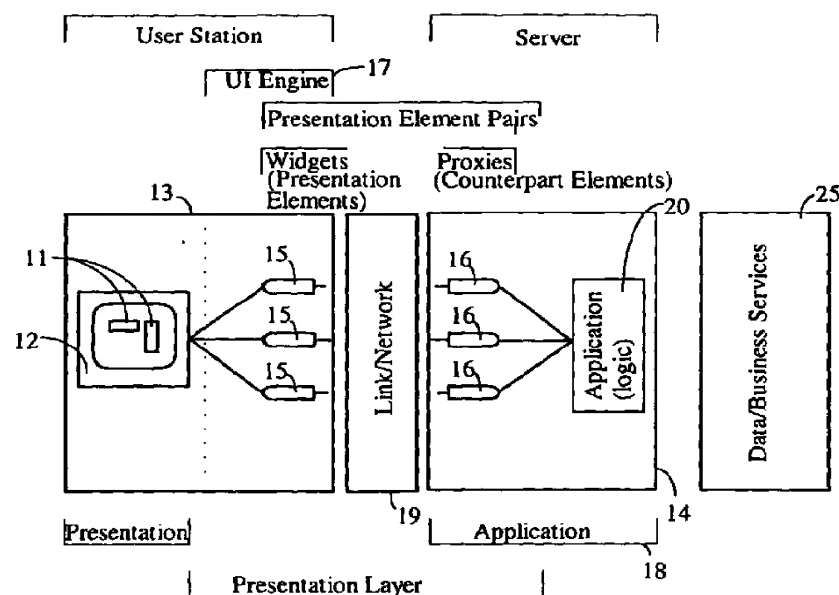 User Station
Server
UI Engine
17
Presentation Element Pairs
Widgets
(Presentation
Elements)
Proxies
(Counterpart Elements)
13
20
25
11
15
16
12
15
16
15
16
Link/Network
Application
(logic)
Data/Business Services
19
14
Presentation
Application
18
Presentation Layer